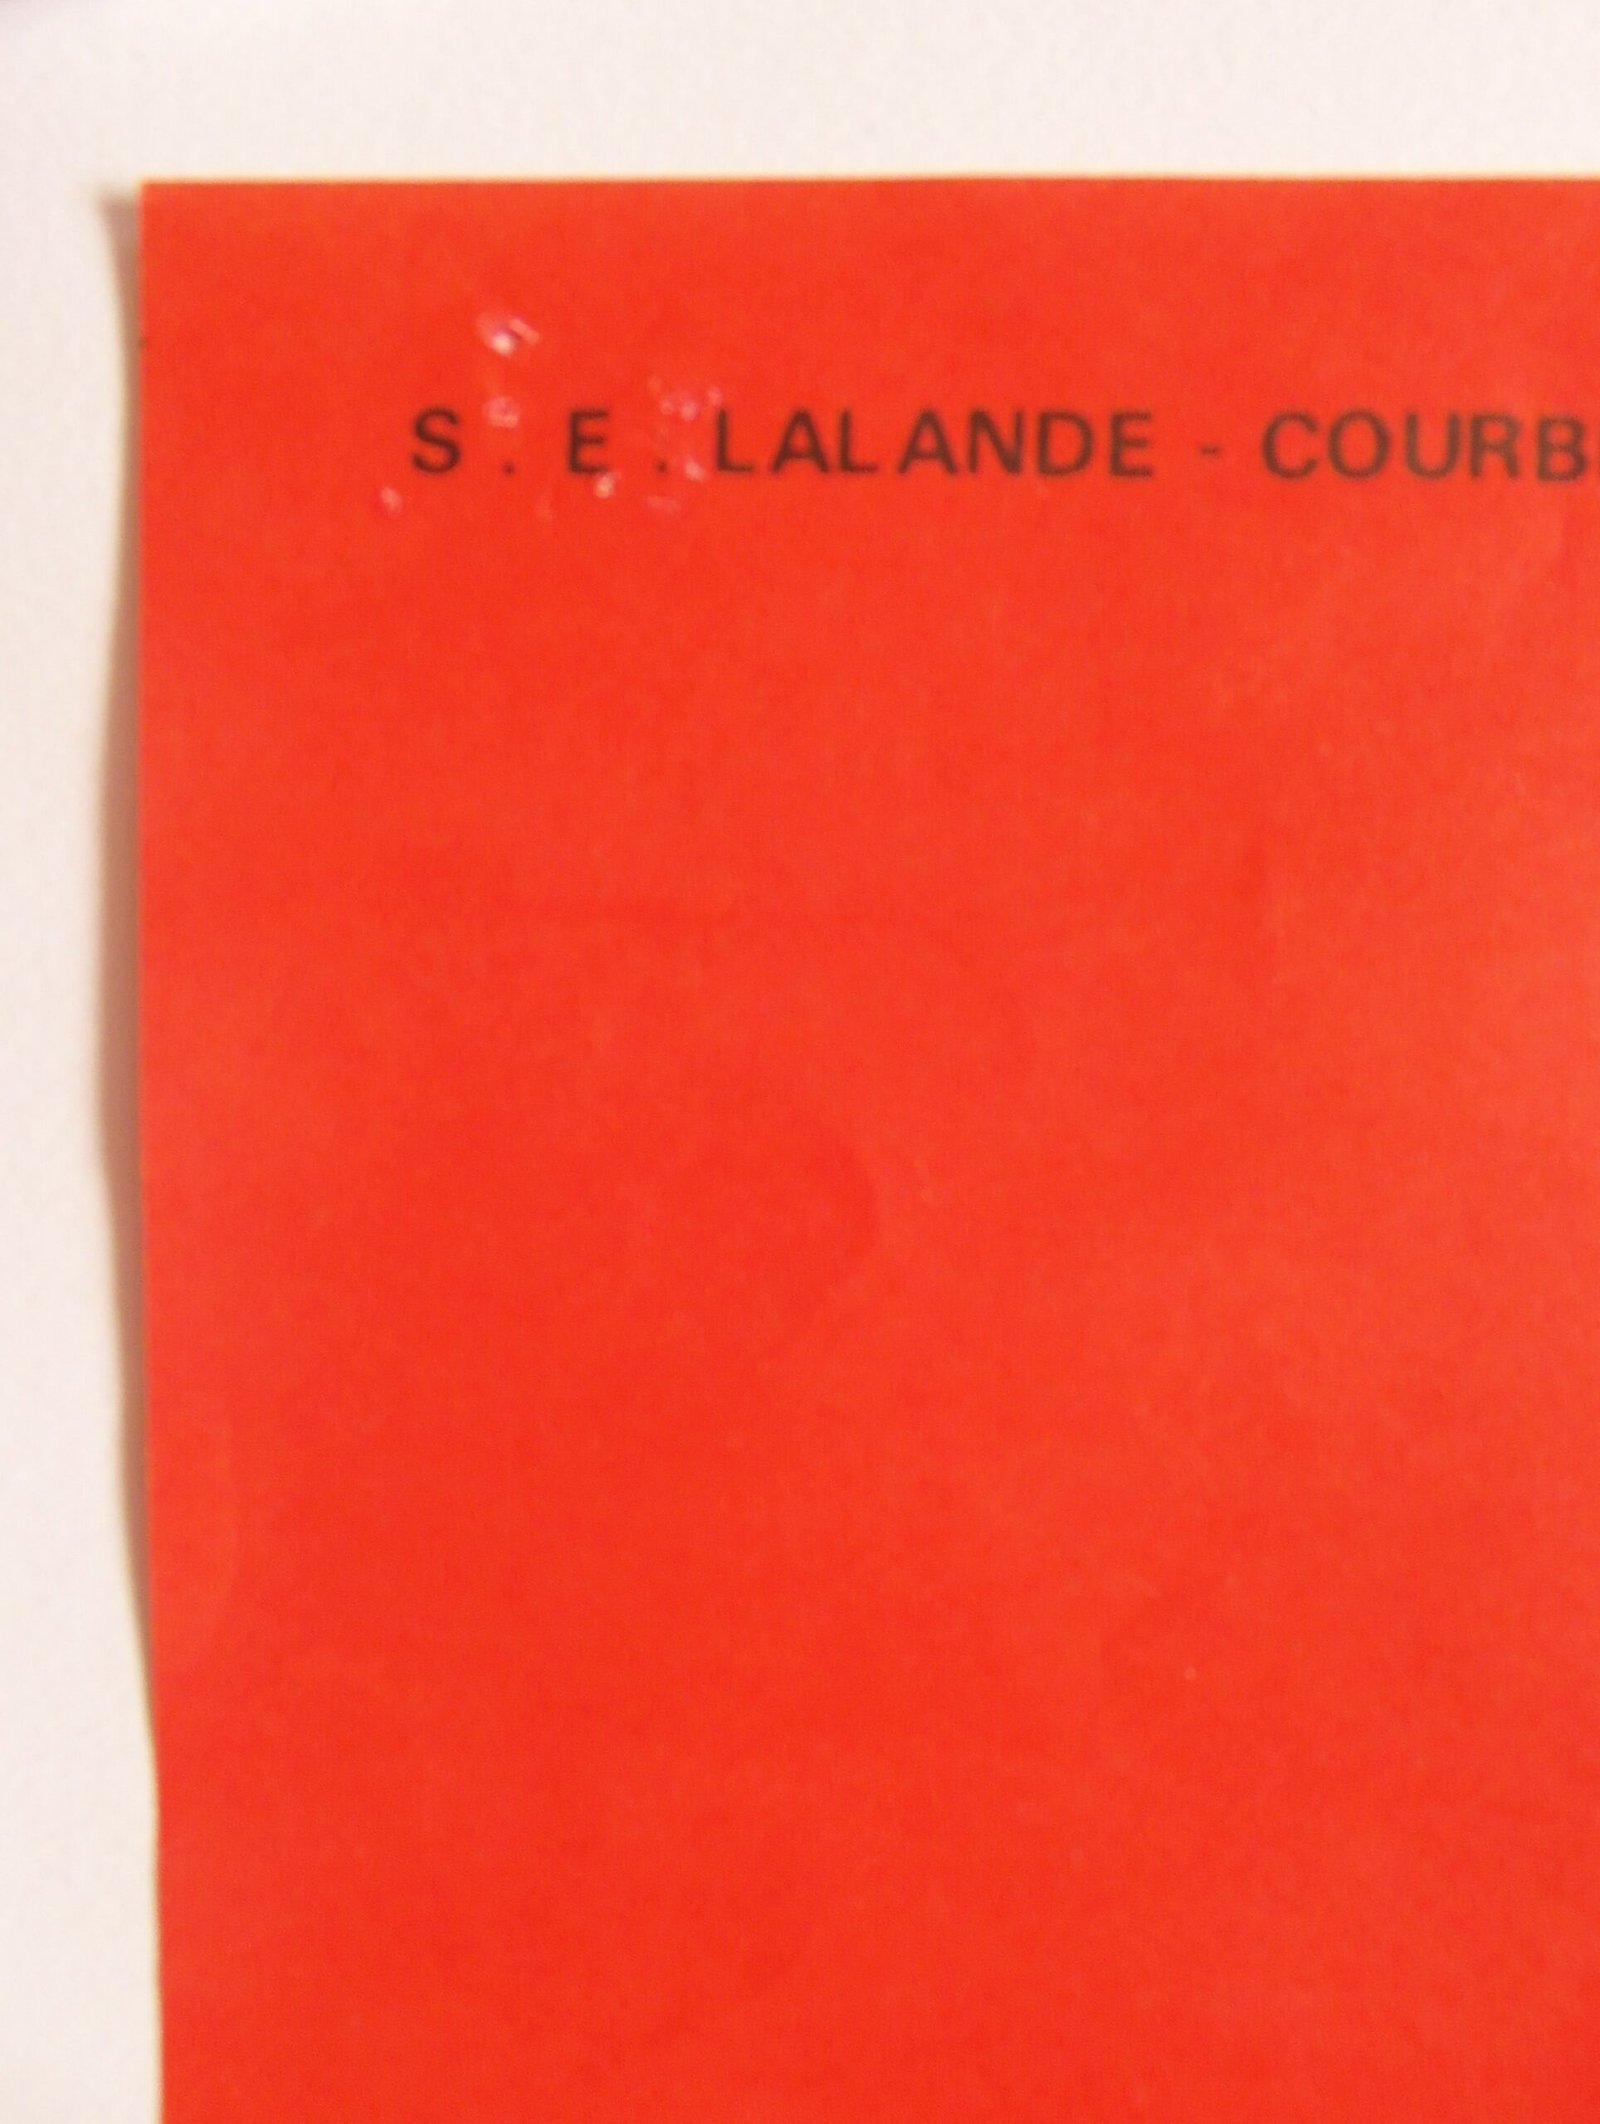 S. E. LALANDE - COURB